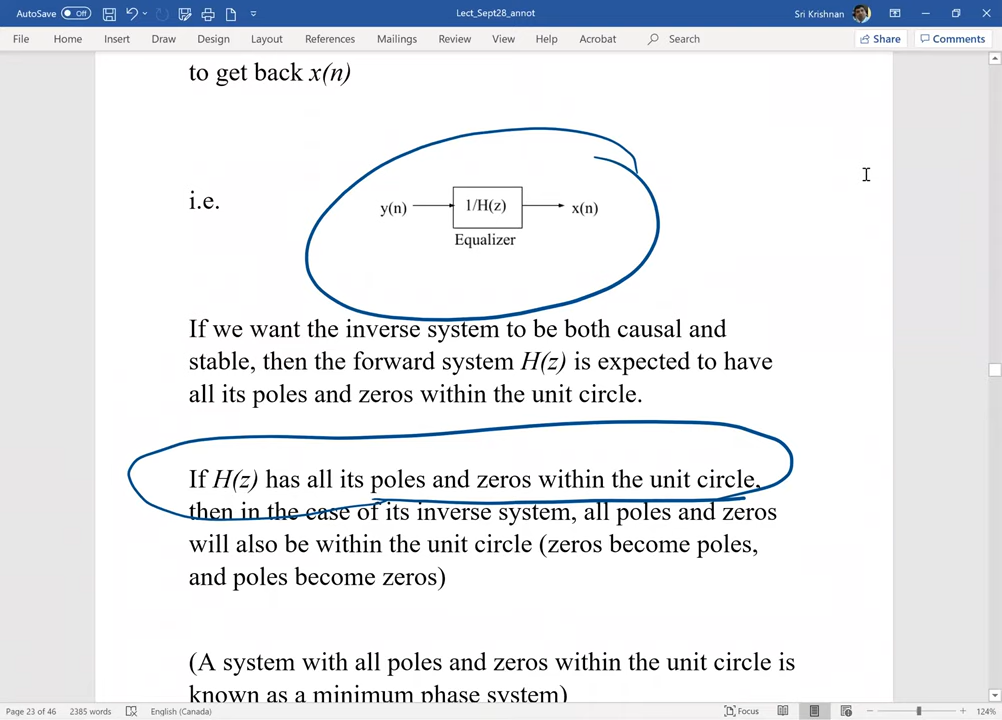 AutoSave Off Lect_Sept28_annot Sri Krishnan
File Home Insert Draw Design Layout References Mailings Review View Help Acrobat Search Share Comments
to get back x(n)
i.e.
y(n) 1/H(z) x(n)
Equalizer
If we want the inverse system to be both causal and
stable, then the forward system H(z) is expected to have
all its poles and zeros within the unit circle.
If H(z) has all its poles and zeros within the unit circle,
then in the case of its inverse system, all poles and zeros
will also be within the unit circle (zeros become poles,
and poles become zeros)
(A system with all poles and zeros within the unit circle is
known as a minimum phase system)
Page 23 of 46 2385 words English (Canada) Focus 124%